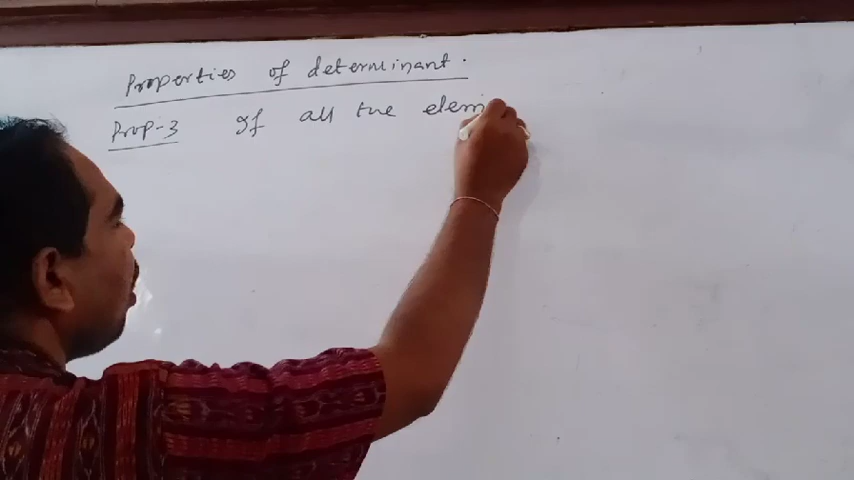 Properties of determinant.
Prop-3 If all the elem